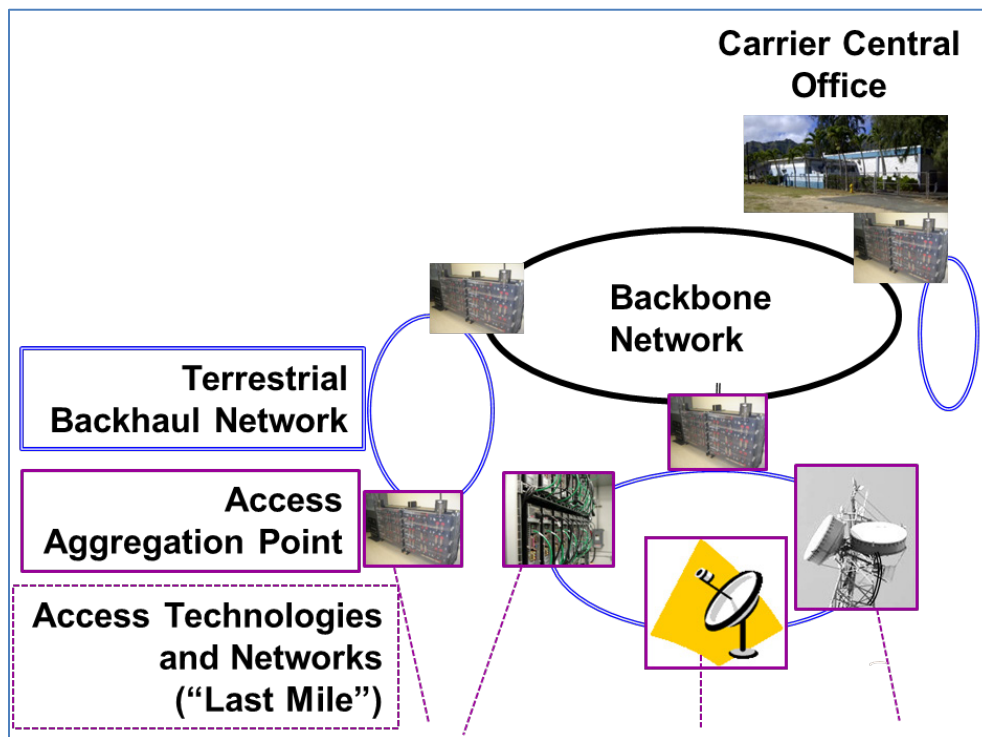 Carrier Central
Office
Backbone
Network
Terrestrial
Backhaul Network
Access
Aggregation Point
Access Technologies
and Networks
(“Last Mile”)